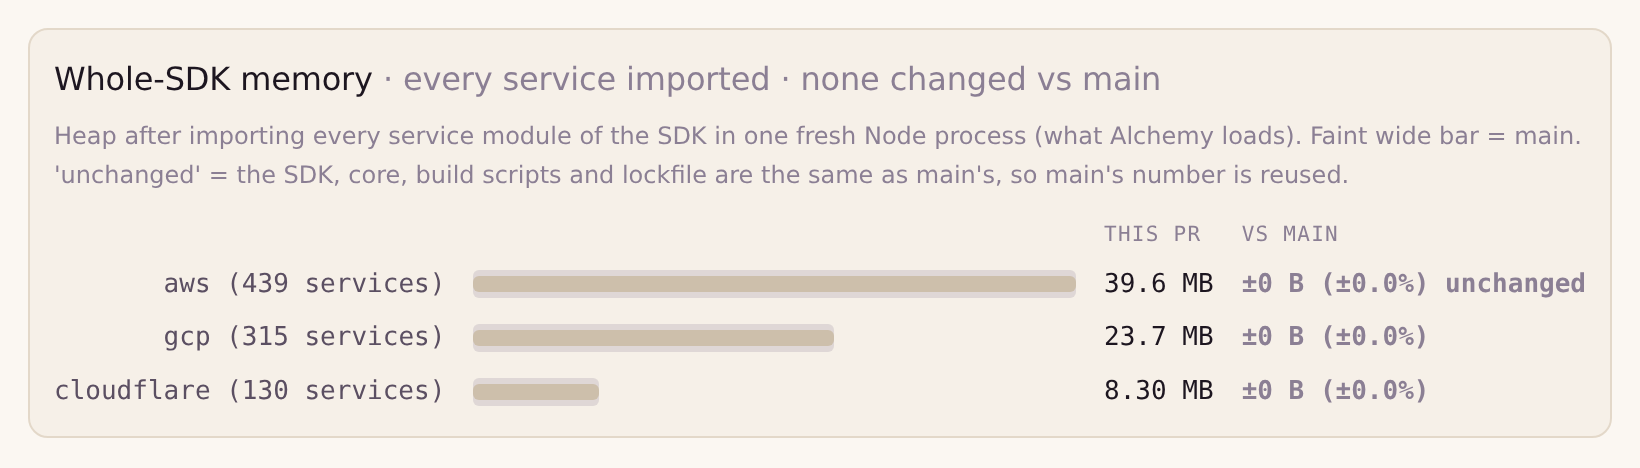 Whole-SDK memory · every service imported · none changed vs main
Heap after importing every service module of the SDK in one fresh Node process (what Alchemy loads). Faint wide bar = main.
'unchanged' = the SDK, core, build scripts and lockfile are the same as main's, so main's number is reused.
THIS PR VS MAIN
aws (439 services) 39.6 MB ±0 B (±0.0%) unchanged
gcp (315 services) 23.7 MB ±0 B (±0.0%)
cloudflare (130 services) 8.30 MB ±0 B (±0.0%)